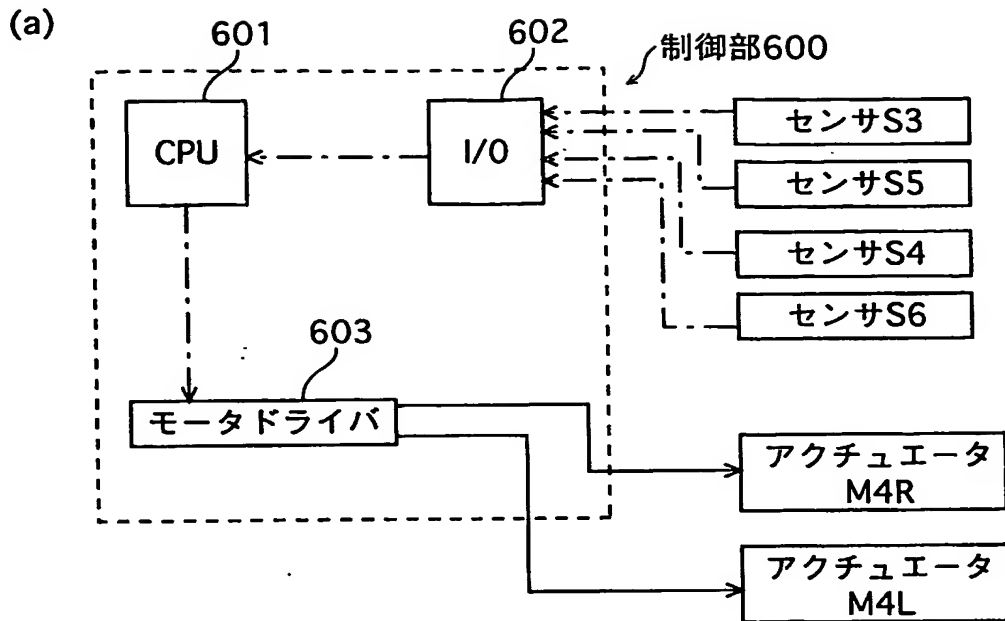 (a)
601
602
制御部600
CPU
I/O
センサS3
センサS5
センサS4
センサS6
603
モータドライバ
アクチュエータ
M4R
アクチュエータ
M4L